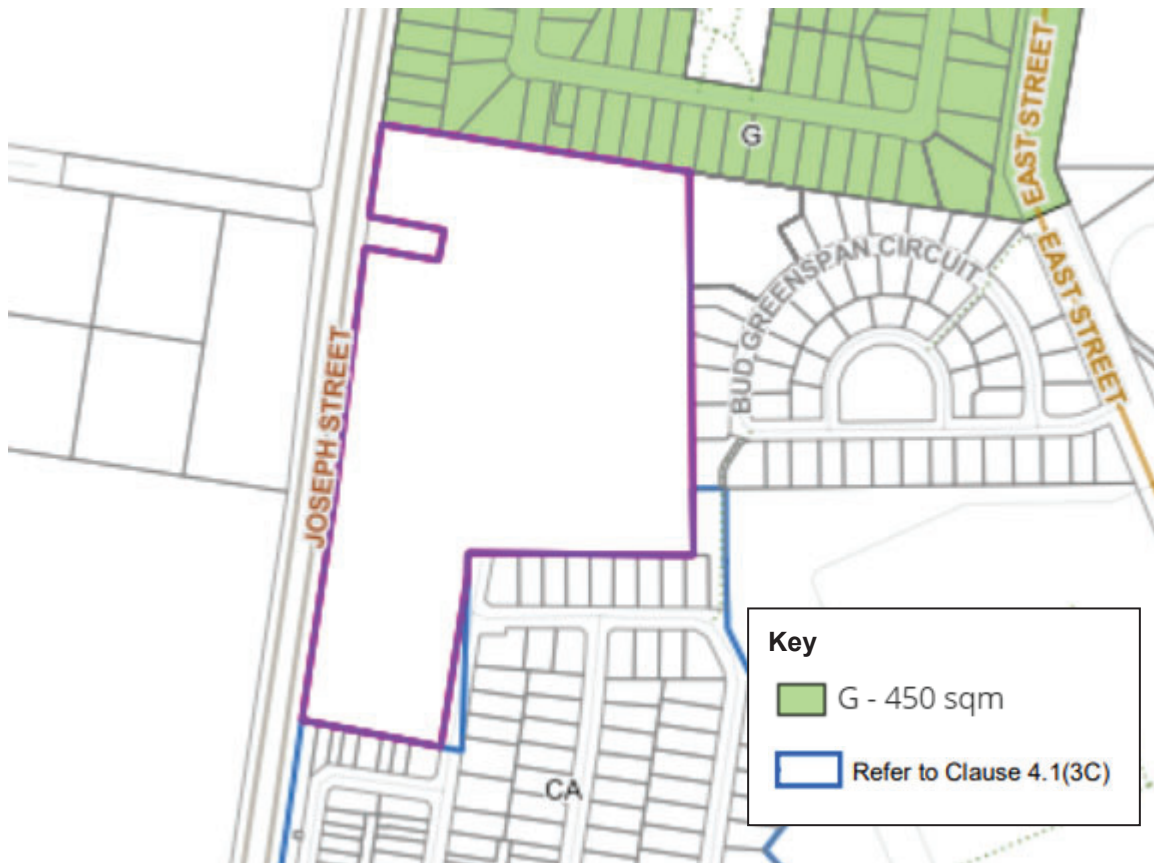 EAST STREET
G
EAST STREET
BUD GREENSPAN CIRCUIT
JOSEPH STREET
CA
Key
G - 450 sqm
Refer to Clause 4.1(3C)